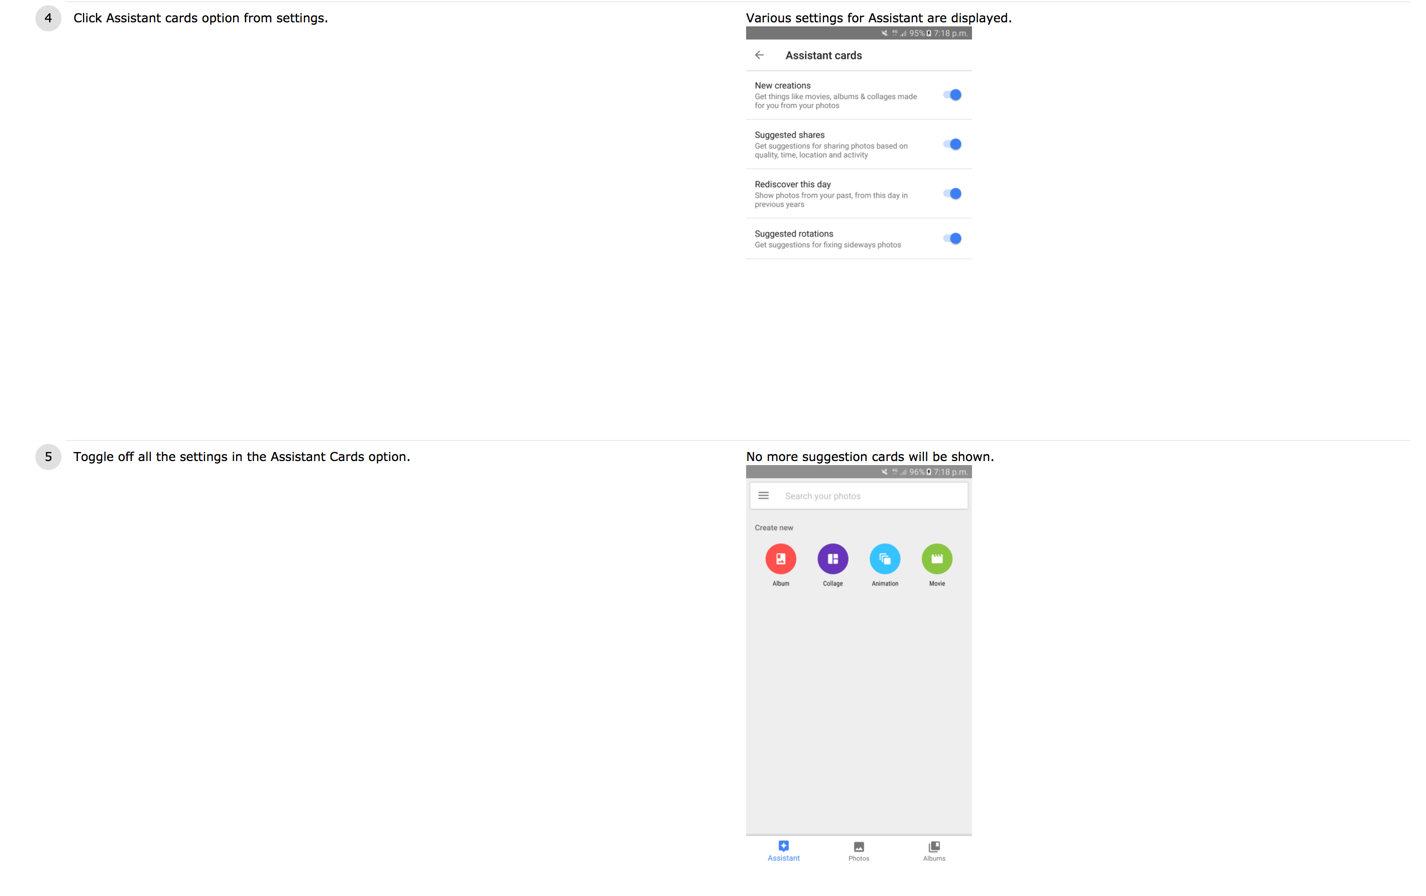 4 Click Assistant cards option from settings.
Various settings for Assistant are displayed.
95% 7:18 p.m.
Assistant cards
New creations
Get things like movies, albums & collages made
for you from your photos
Suggested shares
Get suggestions for sharing photos based on
quality, time, location and activity
Rediscover this day
Show photos from your past, from this day in
previous years
Suggested rotations
Get suggestions for fixing sideways photos
5 Toggle off all the settings in the Assistant Cards option.
No more suggestion cards will be shown.
96% 7:18 p.m.
Search your photos
Create new
Album Collage Animation Movie
Assistant Photos Albums